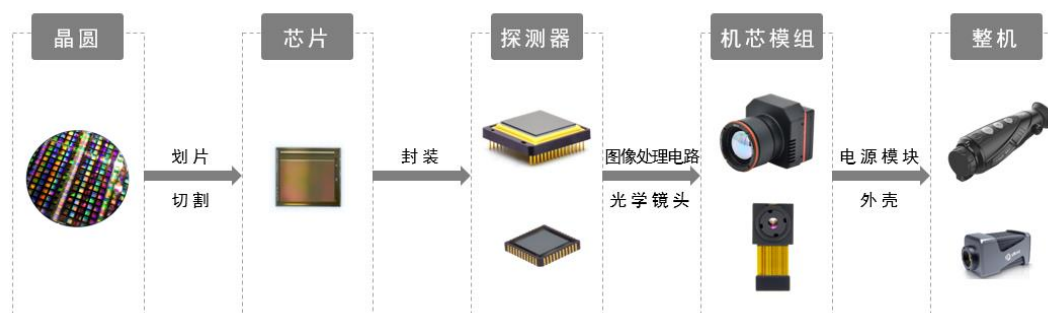 晶圆
芯片
探测器
机芯模组
整机
划片
切割
封装
图像处理电路
光学镜头
电源模块
外壳